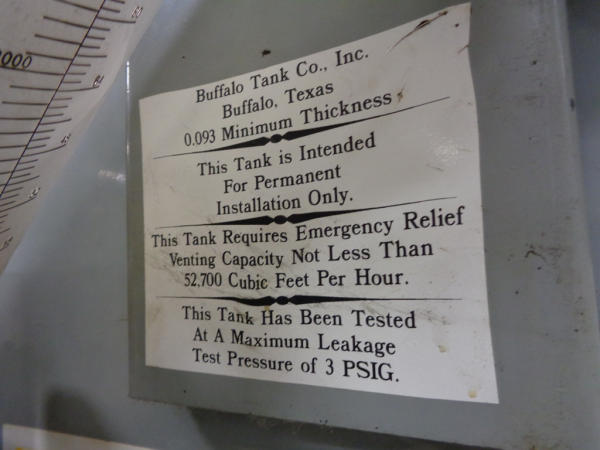 Buffalo Tank Co., Inc.
Buffalo, Texas
0.093 Minimum Thickness
This Tank is Intended
For Permanent
Installation Only.
This Tank Requires Emergency Relief
Venting Capacity Not Less Than
52,700 Cubic Feet Per Hour.
This Tank Has Been Tested
At A Maximum Leakage
Test Pressure of 3 PSIG.